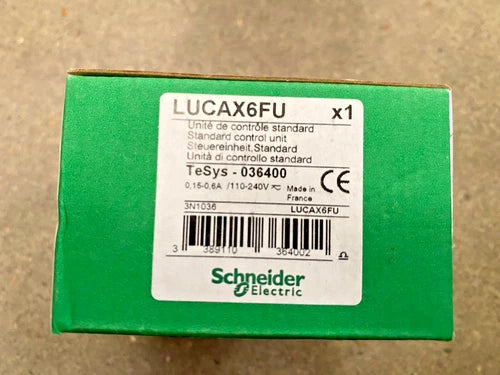 LUCAX6FU x1
Unité de contrôle standard
Standard control unit
Steuereinheit,Standard
Unità di controllo standard
TeSys - 036400
0,15-0,6A /110-240V Made in France CE
3N1036 LUCAX6FU
3 389110 364002
Schneider
Electric